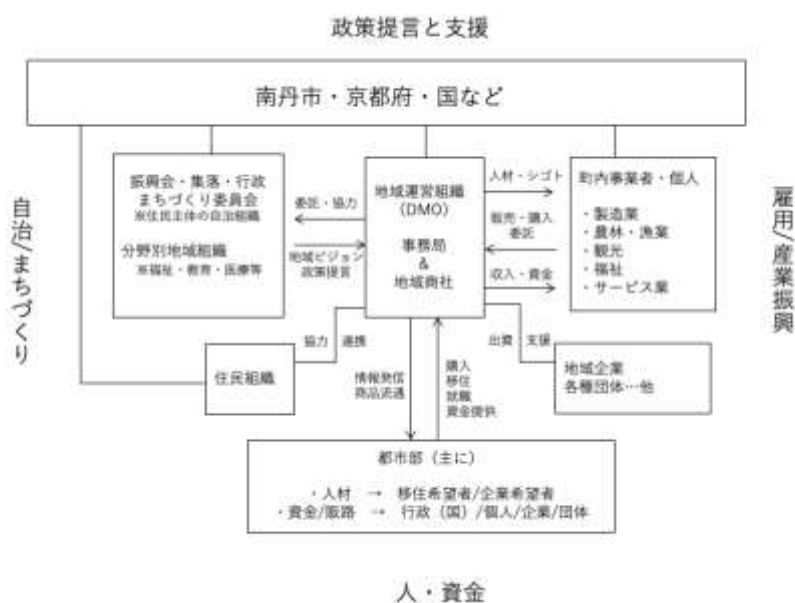 政策提言と支援
南丹市・京都府・国など
自治/まちづくり
振興会・集落・行政
まちづくり委員会
※住民主体の自治組織
分野別地域組織
※福祉・教育・医療等
委託・協力
地域ビジョン
政策提言
地域運営組織
（DMO）
事務局
&
地域商社
人材・シゴト
販売・購入
委託
収入・資金
町内事業者・個人
・製造業
・農林・漁業
・観光
・福祉
・サービス業
雇用/産業振興
住民組織
協力 連携
情報発信
商品流通
購入
移住
就職
資金提供
出資 支援
地域企業
各種団体…他
都市部（主に）
・人材 → 移住希望者/企業希望者
・資金/販路 → 行政（国）/個人/企業/団体
人・資金